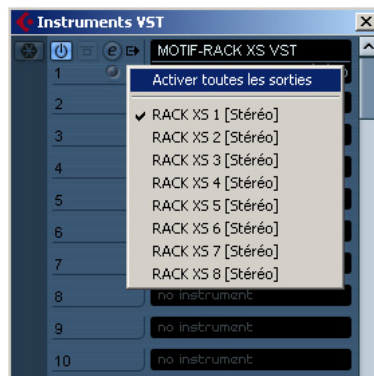 Instruments VST
e MOTIF-RACK XS VST
1
Activer toutes les sorties
2
RACK XS 1 [Stéréo]
RACK XS 2 [Stéréo]
3
RACK XS 3 [Stéréo]
4
RACK XS 4 [Stéréo]
5
RACK XS 5 [Stéréo]
6
RACK XS 6 [Stéréo]
7
RACK XS 7 [Stéréo]
RACK XS 8 [Stéréo]
8 no instrument
9 no instrument
10 no instrument